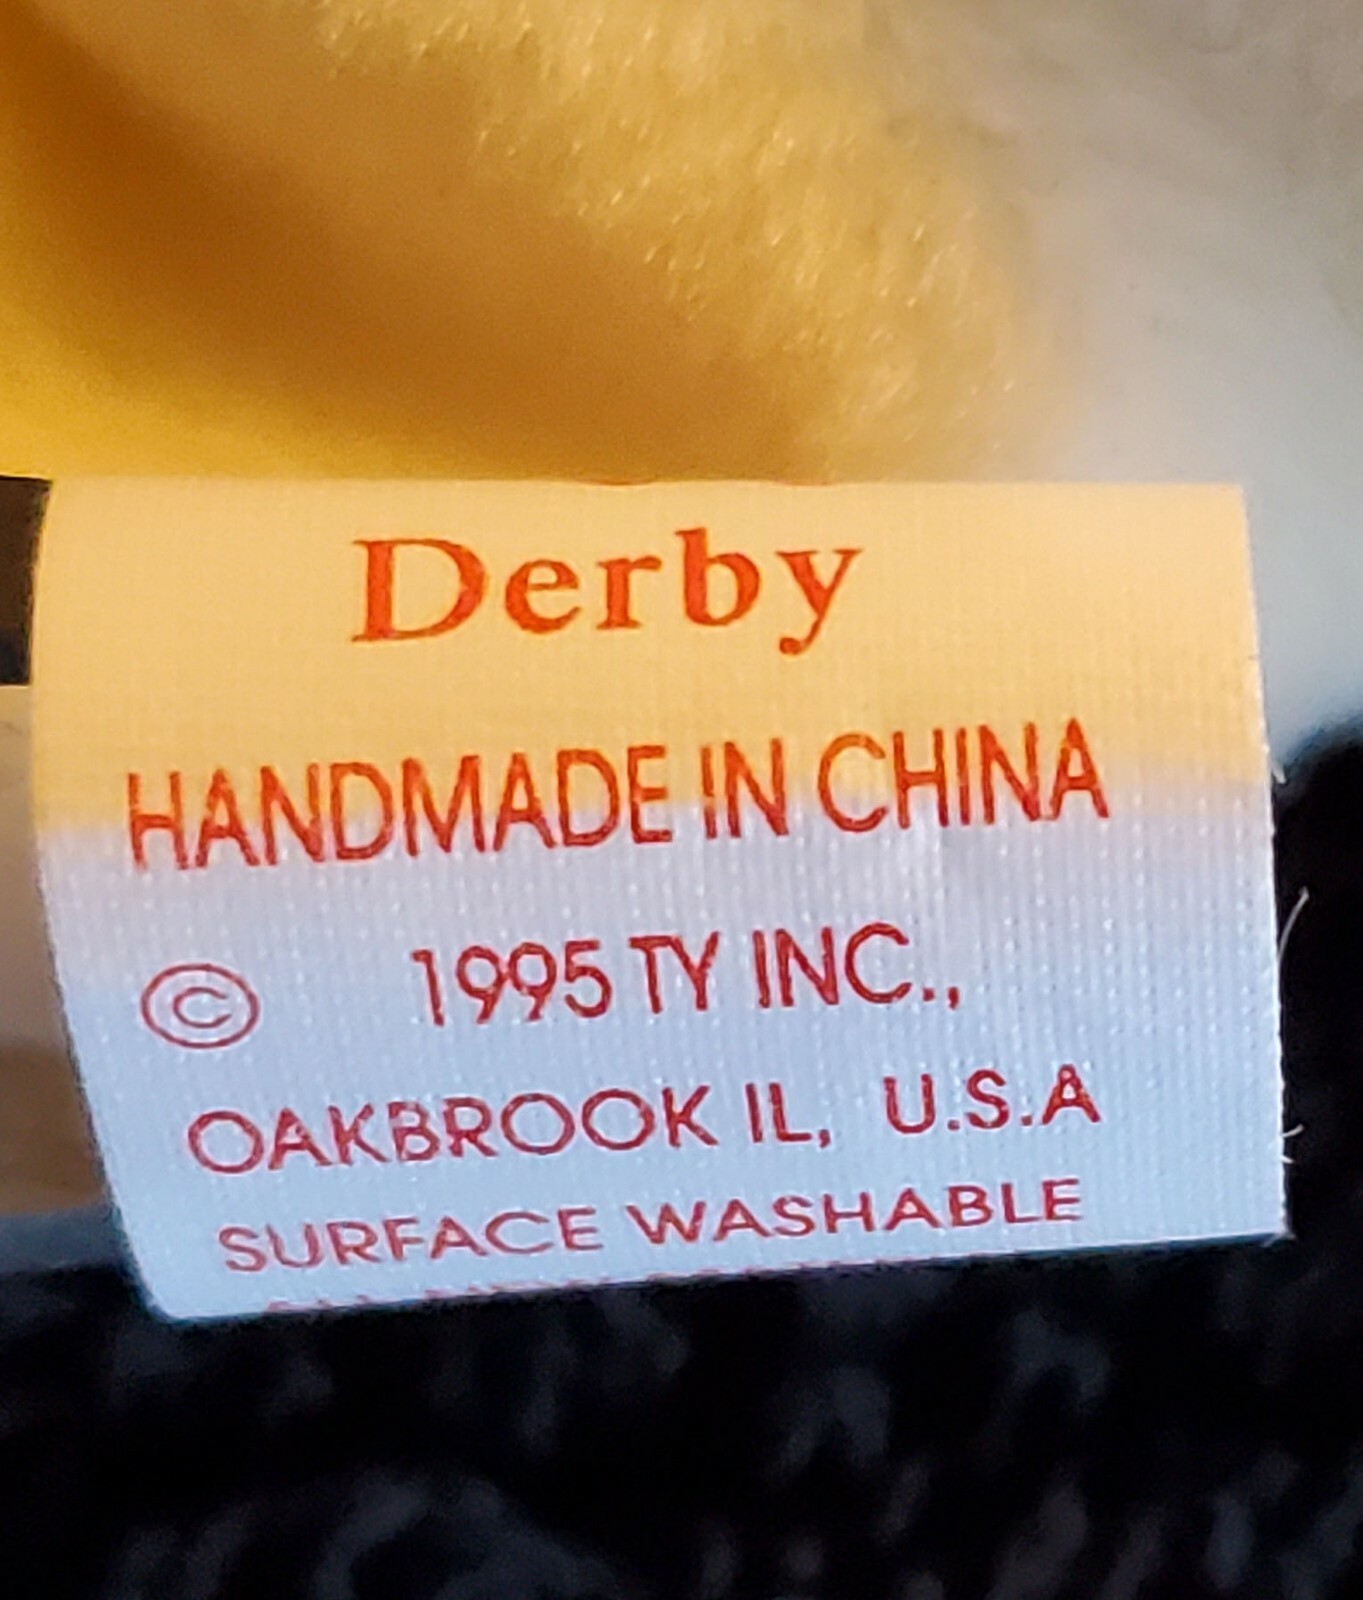 Derby
HANDMADE IN CHINA
© 1995 TY INC.,
OAKBROOK IL, U.S.A
SURFACE WASHABLE